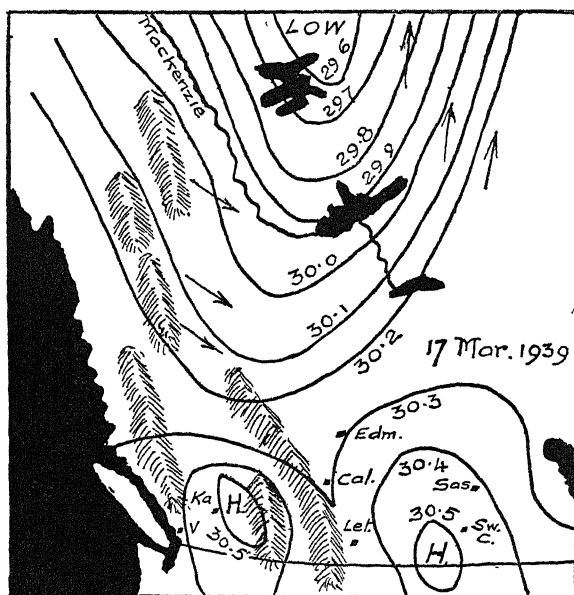 LOW
29.6
Mackenzie
29.7
29.8
29.9
30.0
30.1
30.2
17 Mar. 1939
30.3
Edm.
30.4
Cal.
Sas.
Ka.
H
30.5
Sw.
C.
V
30.5
Let.
H